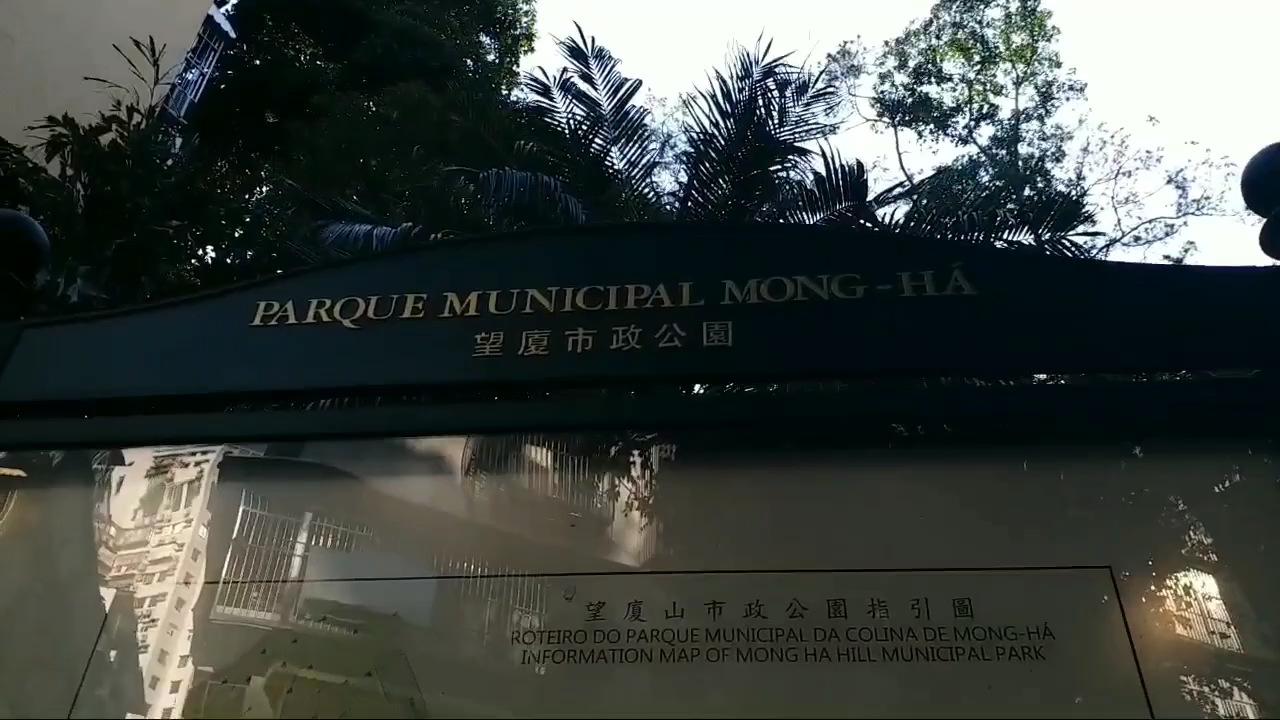 PARQUE MUNICIPAL MONG-HÁ
望廈市政公園
望廈山市政公園指引圖
ROTEIRO DO PARQUE MUNICIPAL DA COLINA DE MONG-HÁ
INFORMATION MAP OF MONG HA HILL MUNICIPAL PARK